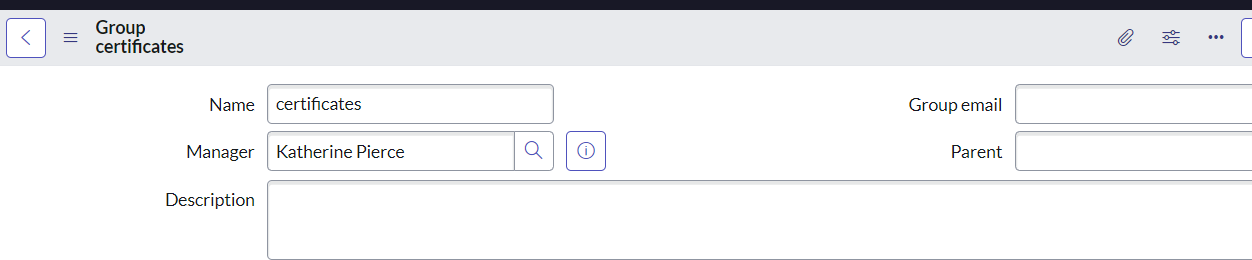 Group
certificates
Name certificates
Group email
Manager Katherine Pierce
Parent
Description